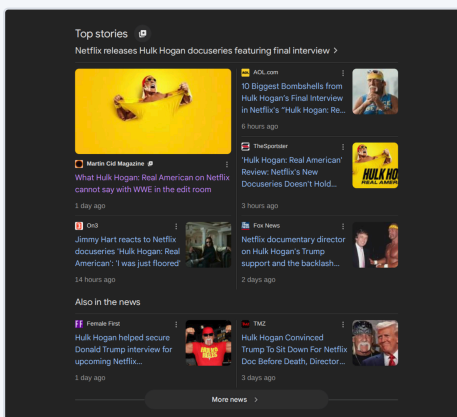 Top stories
Netflix releases Hulk Hogan docuseries featuring final interview >
Martin Cid Magazine
What Hulk Hogan: Real American on Netflix
cannot say with WWE in the edit room
1 day ago
AOL.com
10 Biggest Bombshells from
Hulk Hogan's Final Interview
in Netflix's "Hulk Hogan: Re...
6 hours ago
TheSportster
'Hulk Hogan: Real American'
Review: Netflix's New
Docuseries Doesn't Hold...
3 hours ago
HULK HO
REAL AMER
On3
Jimmy Hart reacts to Netflix
docuseries 'Hulk Hogan: Real
American': 'I was just floored'
14 hours ago
Fox News
Netflix documentary director
on Hulk Hogan's Trump
support and the backlash...
2 days ago
Also in the news
FF Female First
Hulk Hogan helped secure
Donald Trump interview for
upcoming Netflix...
1 day ago
TMZ
Hulk Hogan Convinced
Trump To Sit Down For Netflix
Doc Before Death, Director...
3 days ago
More news >